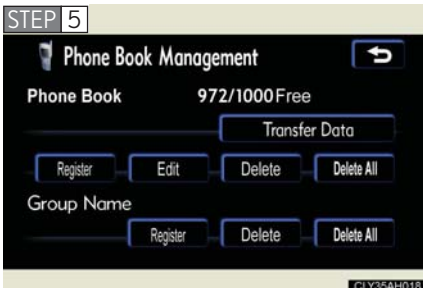 STEP 5
Phone Book Management
Phone Book 972/1000 Free
Transfer Data
Register Edit Delete Delete All
Group Name
Register Delete Delete All
CLY35AH018